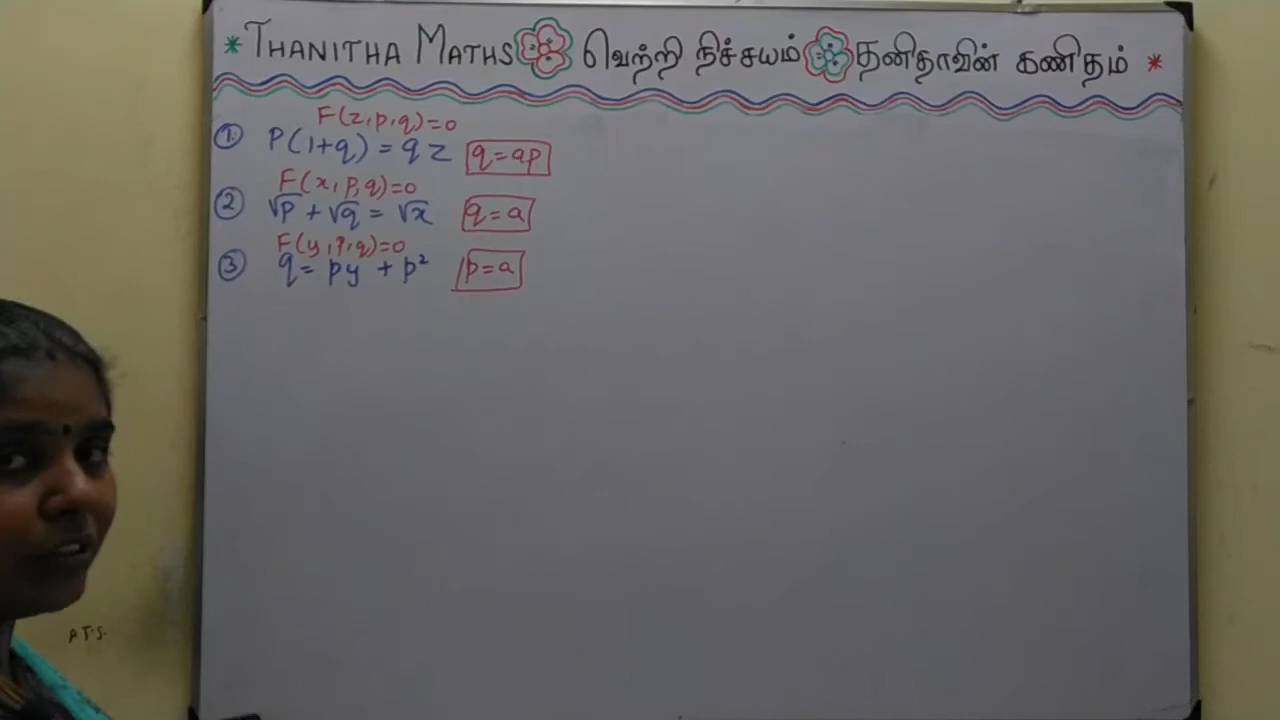 * THANITHA MATHS வெற்றி நிச்சயம் தனிதாவின் கணிதம் *
F(z,p,q)=0
① P(1+q) = qz q=ap
F(x,p,q)=0
② √p + √q = √x q=a
F(y,p,q)=0
③ q= py + p² p=a
P.T.S.